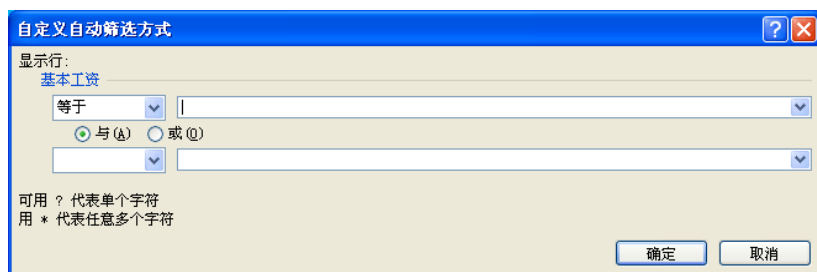 自定义自动筛选方式
显示行:
基本工资
等于
与(A) 或(O)
可用 ? 代表单个字符
用 * 代表任意多个字符
确定 取消